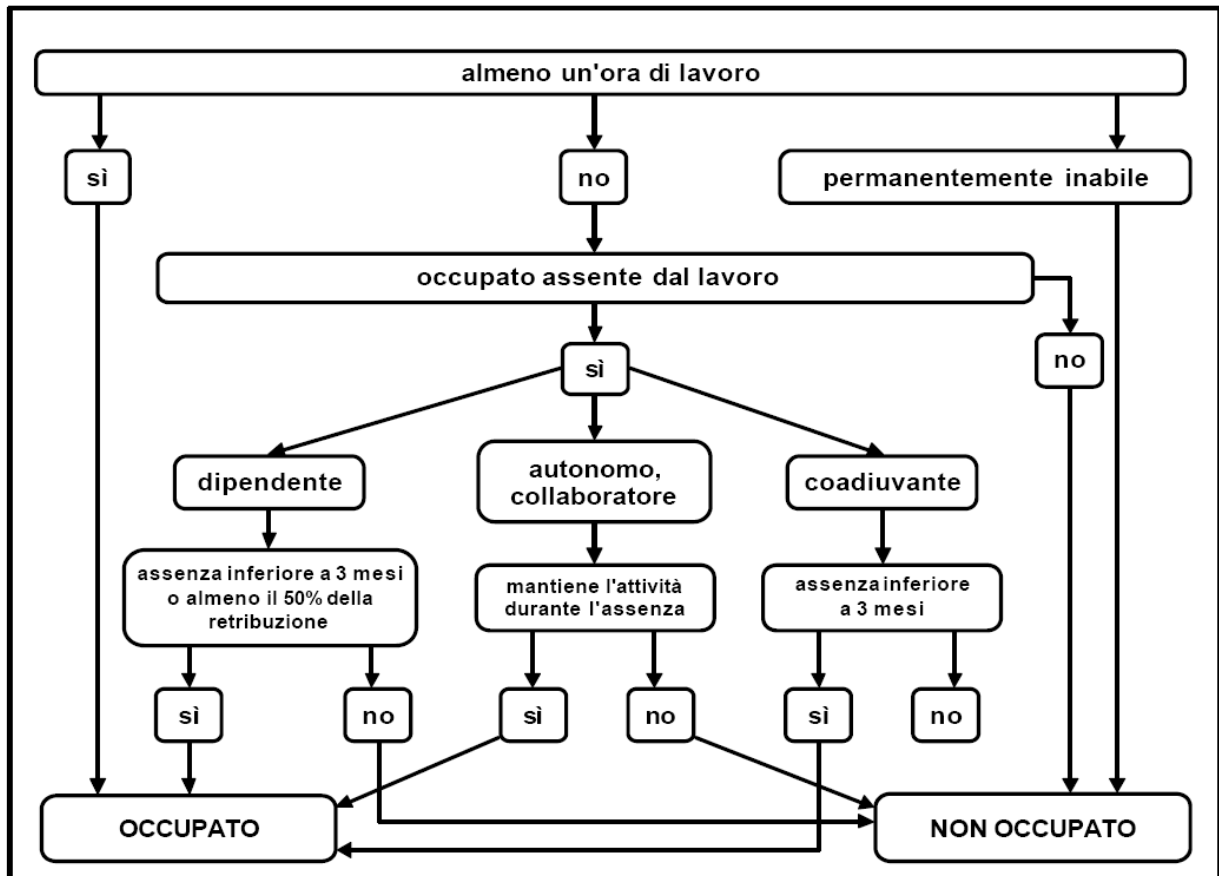 almeno un'ora di lavoro
sì
no
permanentemente inabile
occupato assente dal lavoro
no
sì
dipendente
autonomo,
collaboratore
coadiuvante
assenza inferiore a 3 mesi
o almeno il 50% della
retribuzione
mantiene l'attività
durante l'assenza
assenza inferiore
a 3 mesi
sì
no
sì
no
sì
no
OCCUPATO
NON OCCUPATO